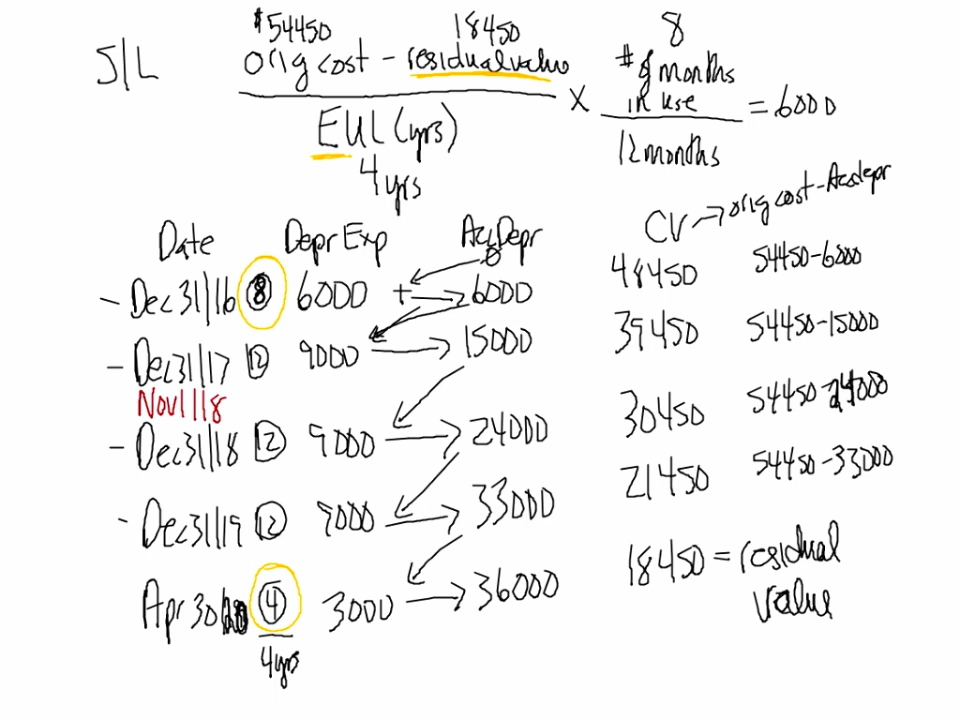 $54450 18450 8
S/L orig cost - residual value # of months
in use
X = 6000
EUL (yrs) 12 months
4 yrs
CV → orig cost - Acc depr
Date Depr Exp Acc Depr
0
- Dec 31/16 8 6000 + 6000 48450 54450-6000
- Dec 31/17 12 9000 15000 39450 54450-15000
Nov 1/18
- Dec 31/18 12 9000 24000 30450 54450-24000
- Dec 31/19 12 9000 33000 21450 54450-33000
Apr 30/20 4 3000 36000 18450 = residual
value
4 yrs